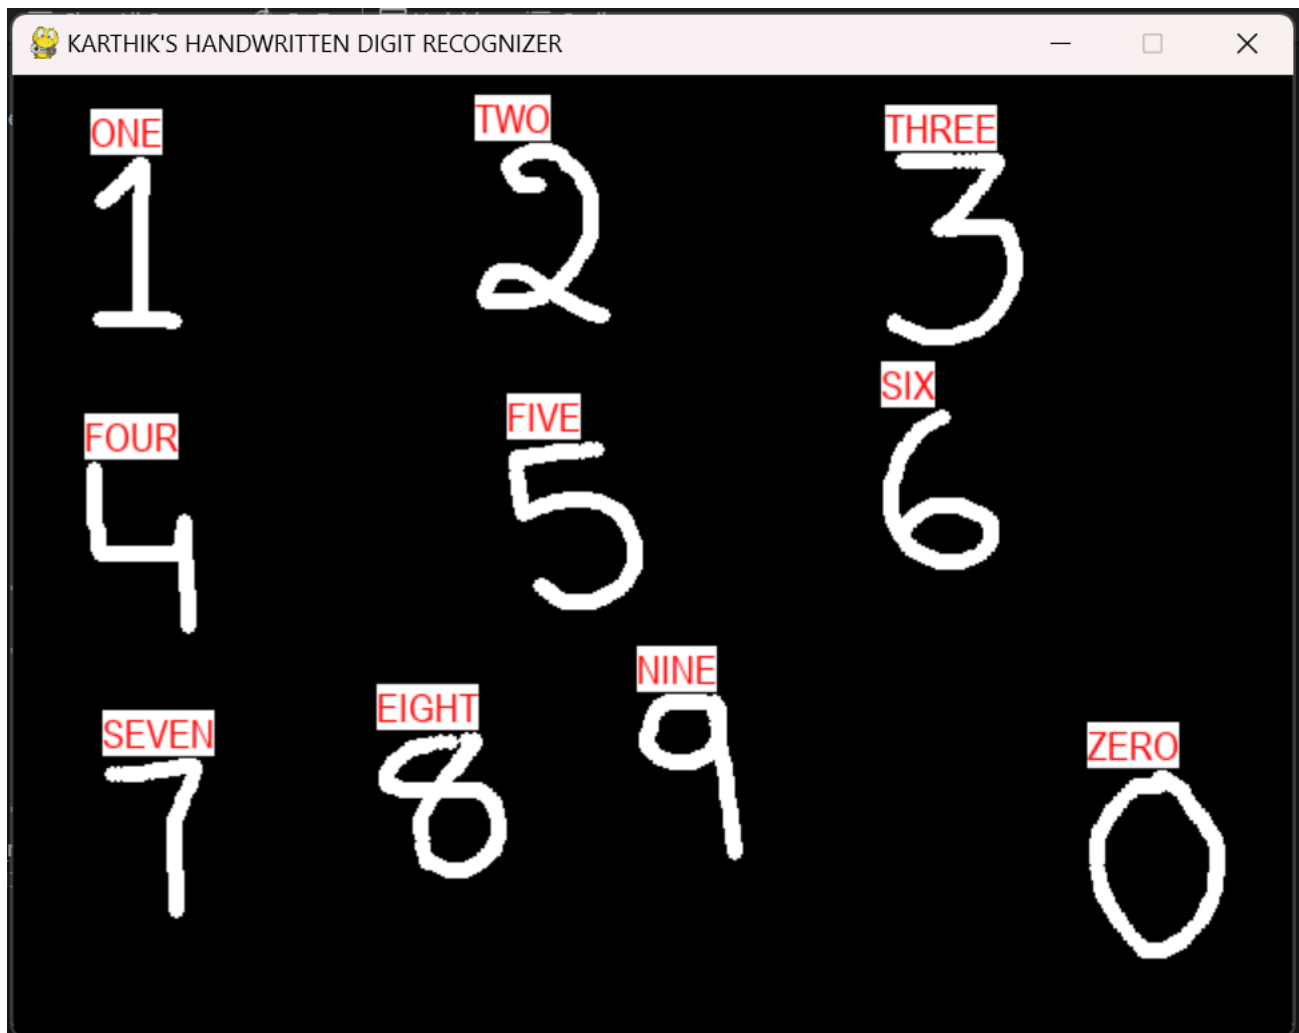 KARTHIK'S HANDWRITTEN DIGIT RECOGNIZER
ONE TWO THREE
1 2 3
FOUR FIVE SIX
4 5 6
SEVEN EIGHT NINE ZERO
7 8 9 0